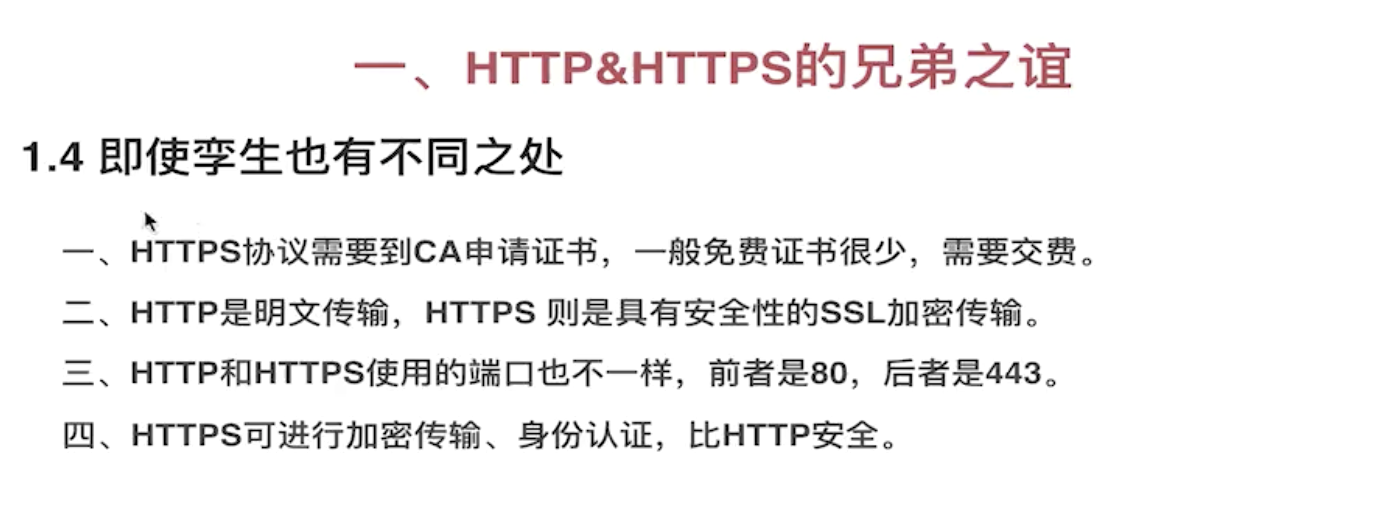 一、HTTP&HTTPS的兄弟之谊
1.4 即使孪生也有不同之处
一、HTTPS协议需要到CA申请证书，一般免费证书很少，需要交费。
二、HTTP是明文传输，HTTPS 则是具有安全性的SSL加密传输。
三、HTTP和HTTPS使用的端口也不一样，前者是80，后者是443。
四、HTTPS可进行加密传输、身份认证，比HTTP安全。